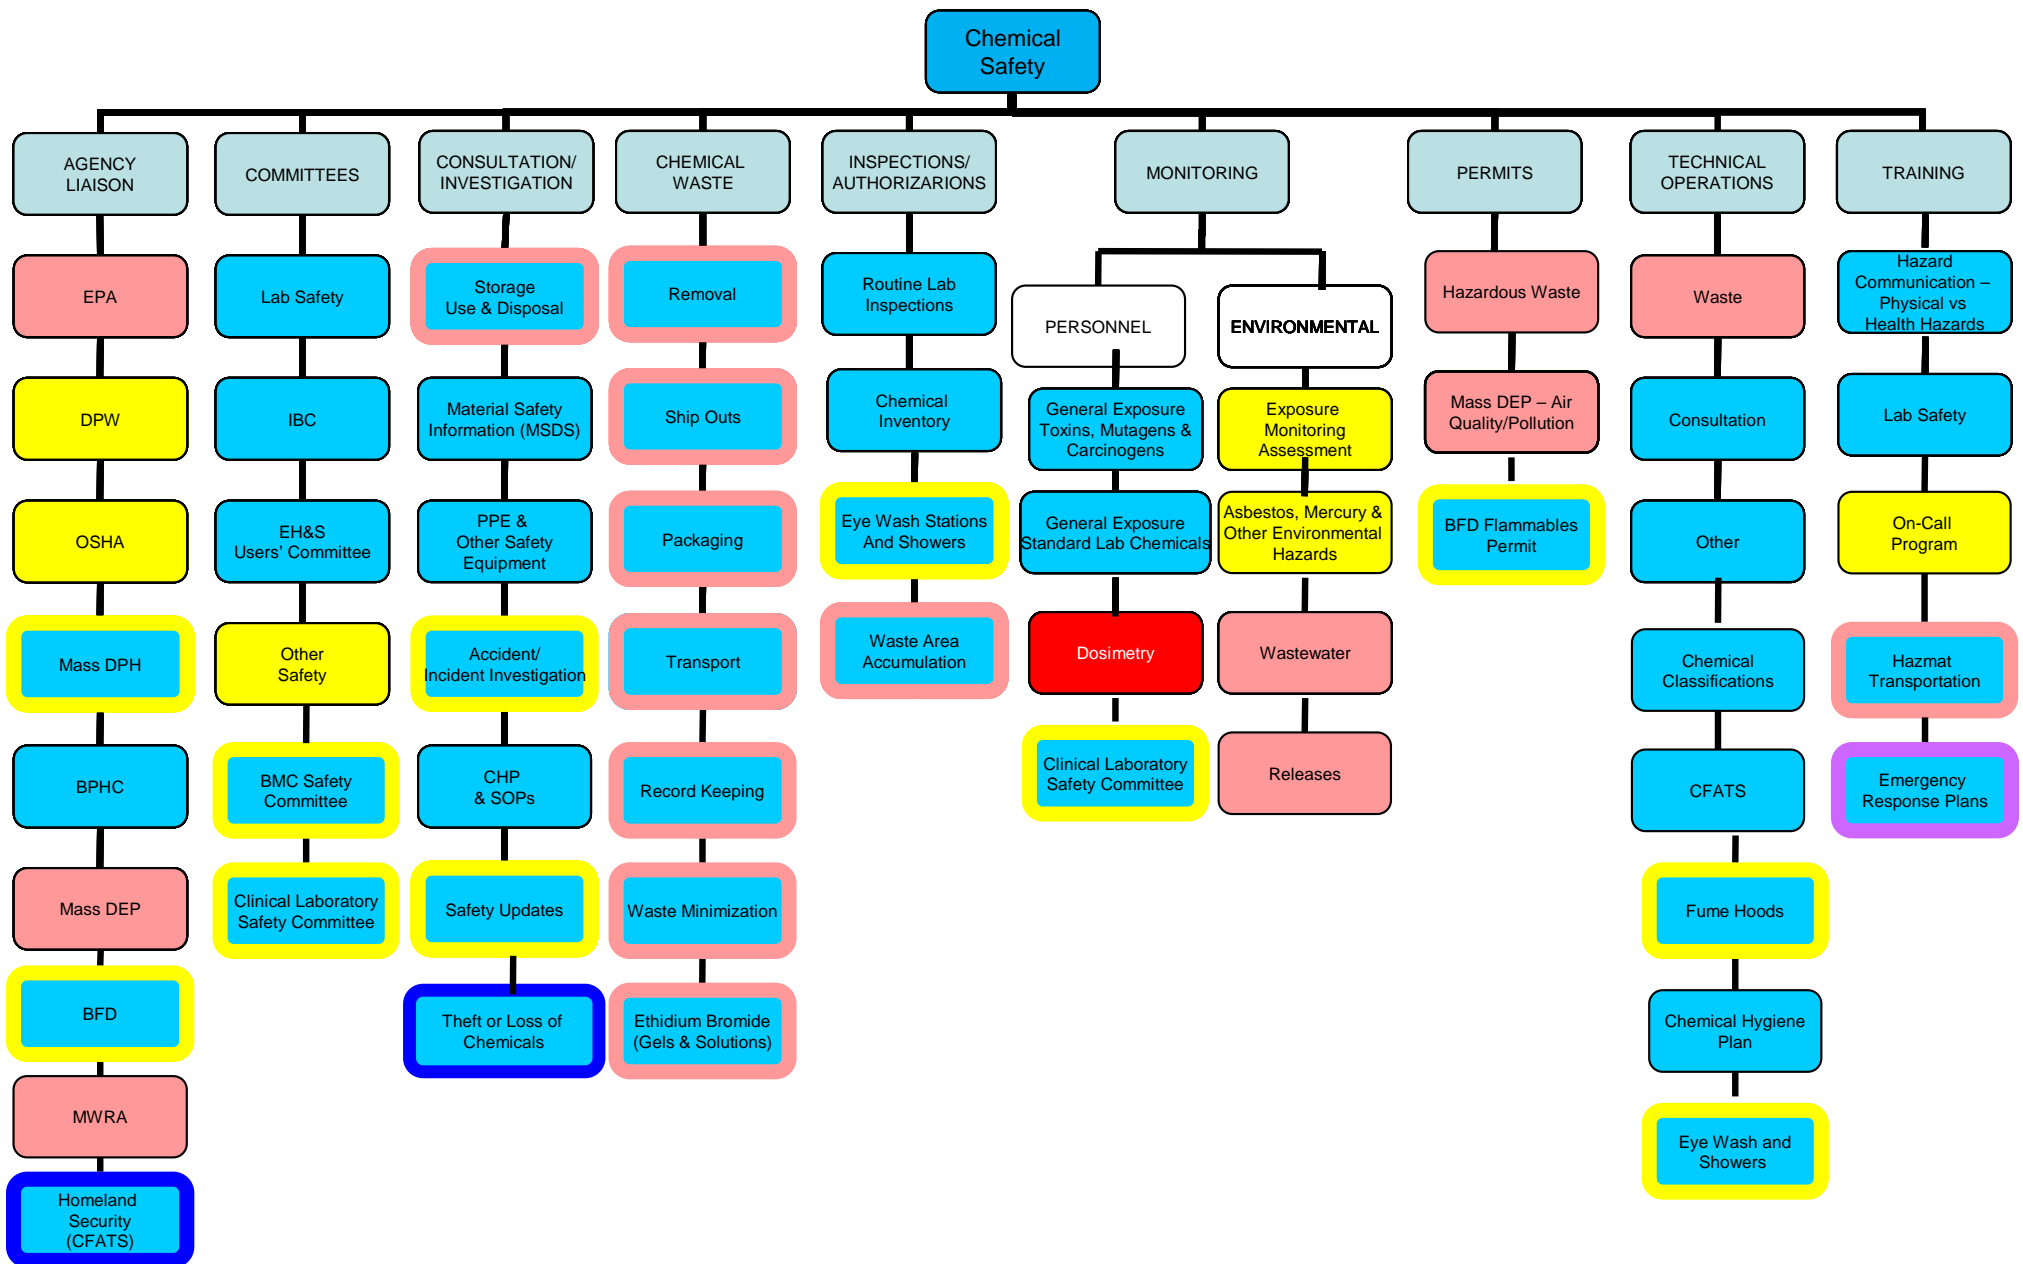 Chemical
Safety
AGENCY
LIAISON
EPA
DPW
OSHA
Mass DPH
BPHC
Mass DEP
BFD
MWRA
Homeland
Security
(CFATS)
COMMITTEES
Lab Safety
IBC
EH&S
Users’ Committee
Other
Safety
BMC Safety
Committee
Clinical Laboratory
Safety Committee
CONSULTATION/
INVESTIGATION
Storage
Use & Disposal
Material Safety
Information (MSDS)
PPE &
Other Safety
Equipment
Accident/
Incident Investigation
CHP
& SOPs
Safety Updates
Theft or Loss of
Chemicals
CHEMICAL
WASTE
Removal
Ship Outs
Packaging
Transport
Record Keeping
Waste Minimization
Ethidium Bromide
(Gels & Solutions)
INSPECTIONS/
AUTHORIZARIONS
Routine Lab
Inspections
Chemical
Inventory
Eye Wash Stations
And Showers
Waste Area
Accumulation
MONITORING
PERSONNEL
General Exposure
Toxins, Mutagens &
Carcinogens
General Exposure
Standard Lab Chemicals
Dosimetry
Clinical Laboratory
Safety Committee
ENVIRONMENTAL
Exposure
Monitoring
Assessment
Asbestos, Mercury &
Other Environmental
Hazards
Wastewater
Releases
PERMITS
Hazardous Waste
Mass DEP – Air
Quality/Pollution
BFD Flammables
Permit
TECHNICAL
OPERATIONS
Waste
Consultation
Other
Chemical
Classifications
CFATS
Fume Hoods
Chemical Hygiene
Plan
Eye Wash and
Showers
TRAINING
Hazard
Communication –
Physical vs
Health Hazards
Lab Safety
On-Call
Program
Hazmat
Transportation
Emergency
Response Plans